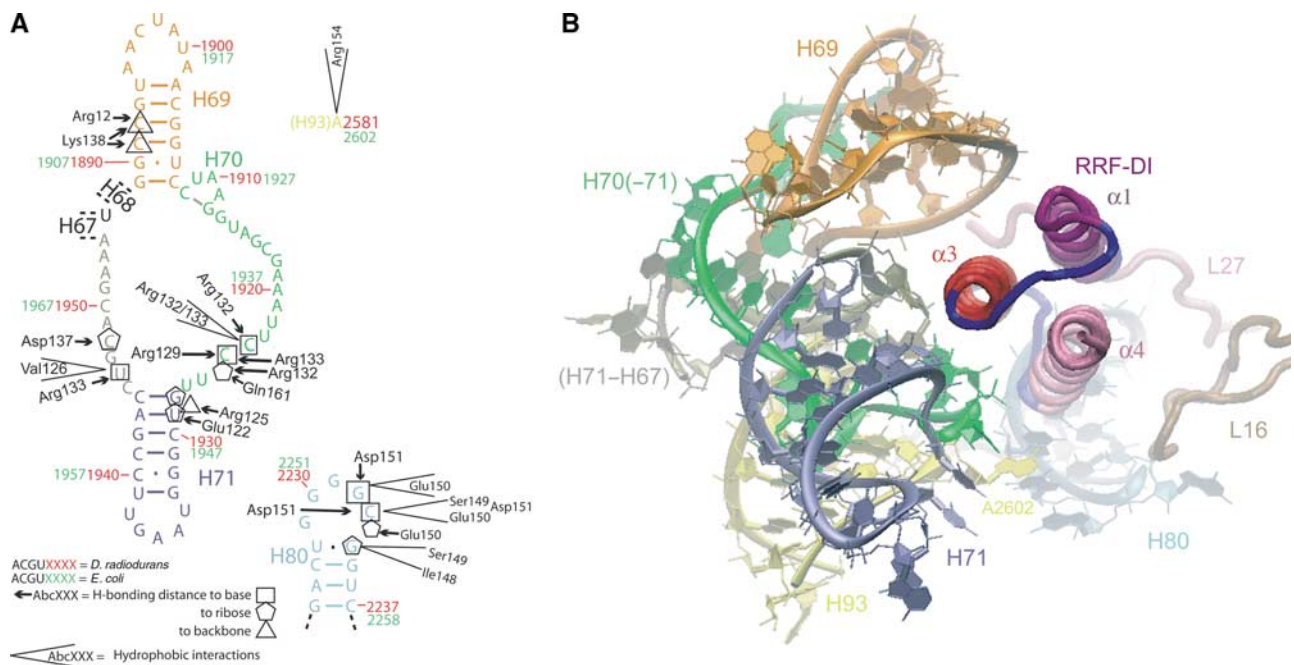 A
B
H69
1900
1917
Arg154
(H93)A 2581
2602
Arg12
Lys138
1907 1890
H70
1910 1927
H68
H67
U
A
A
A
G
C
A
C
G
U
C
1967 1950
1937
1920
Asp137
Val126
Arg133
Arg132
Arg132/133
Arg129
Arg133
Arg132
Gln161
Arg125
Glu122
1930
1947
1957 1940
H71
2251
2230
Asp151
Glu150
Asp151
Ser149 Asp151
Glu150
Glu150
Ser149
Ile148
H80
2237
2258
ACGUXXXX = D. radiodurans
ACGUXXXX = E. coli
AbcXXX = H-bonding distance to base
to ribose
to backbone
AbcXXX = Hydrophobic interactions
H69
H70(–71)
RRF-DI
α1
α3
α4
L27
L16
(H71–H67)
A2602
H71
H80
H93